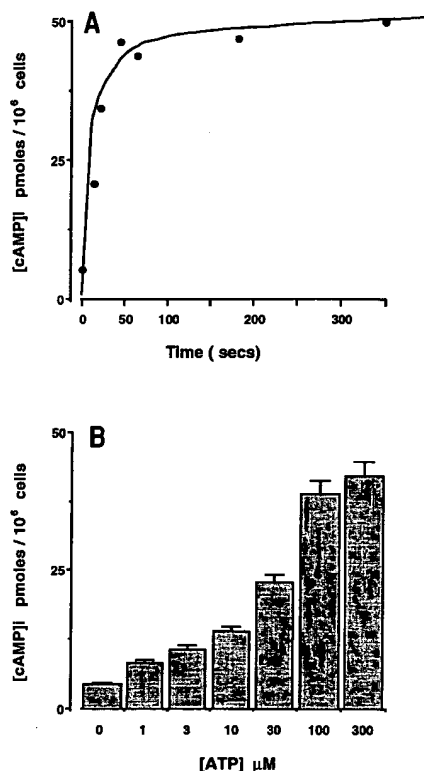 A
50
25
0
[cAMP]I pmoles / 10⁶ cells
0 50 100 200 300
Time ( secs)
B
50
25
0
[cAMP]I pmoles / 10⁶ cells
0 1 3 10 30 100 300
[ATP] µM